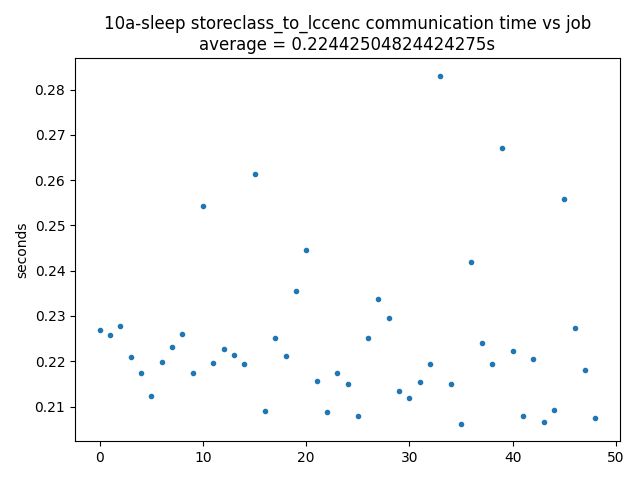 10a-sleep storeclass_to_lccenc communication time vs job
average = 0.22442504824424275s
0.28
0.27
0.26
0.25
0.24
0.23
0.22
0.21
seconds
0 10 20 30 40 50